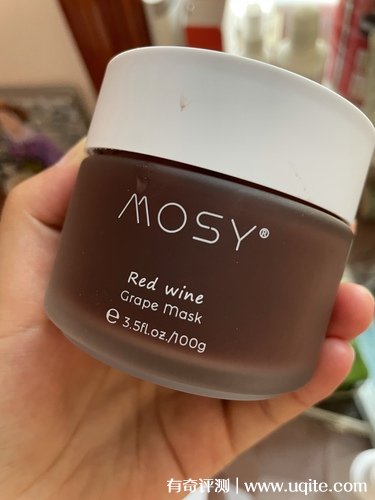 MOSY®
Red wine
Grape Mask
e 3.5fl.oz./100g
有奇评测 | www.uqite.com